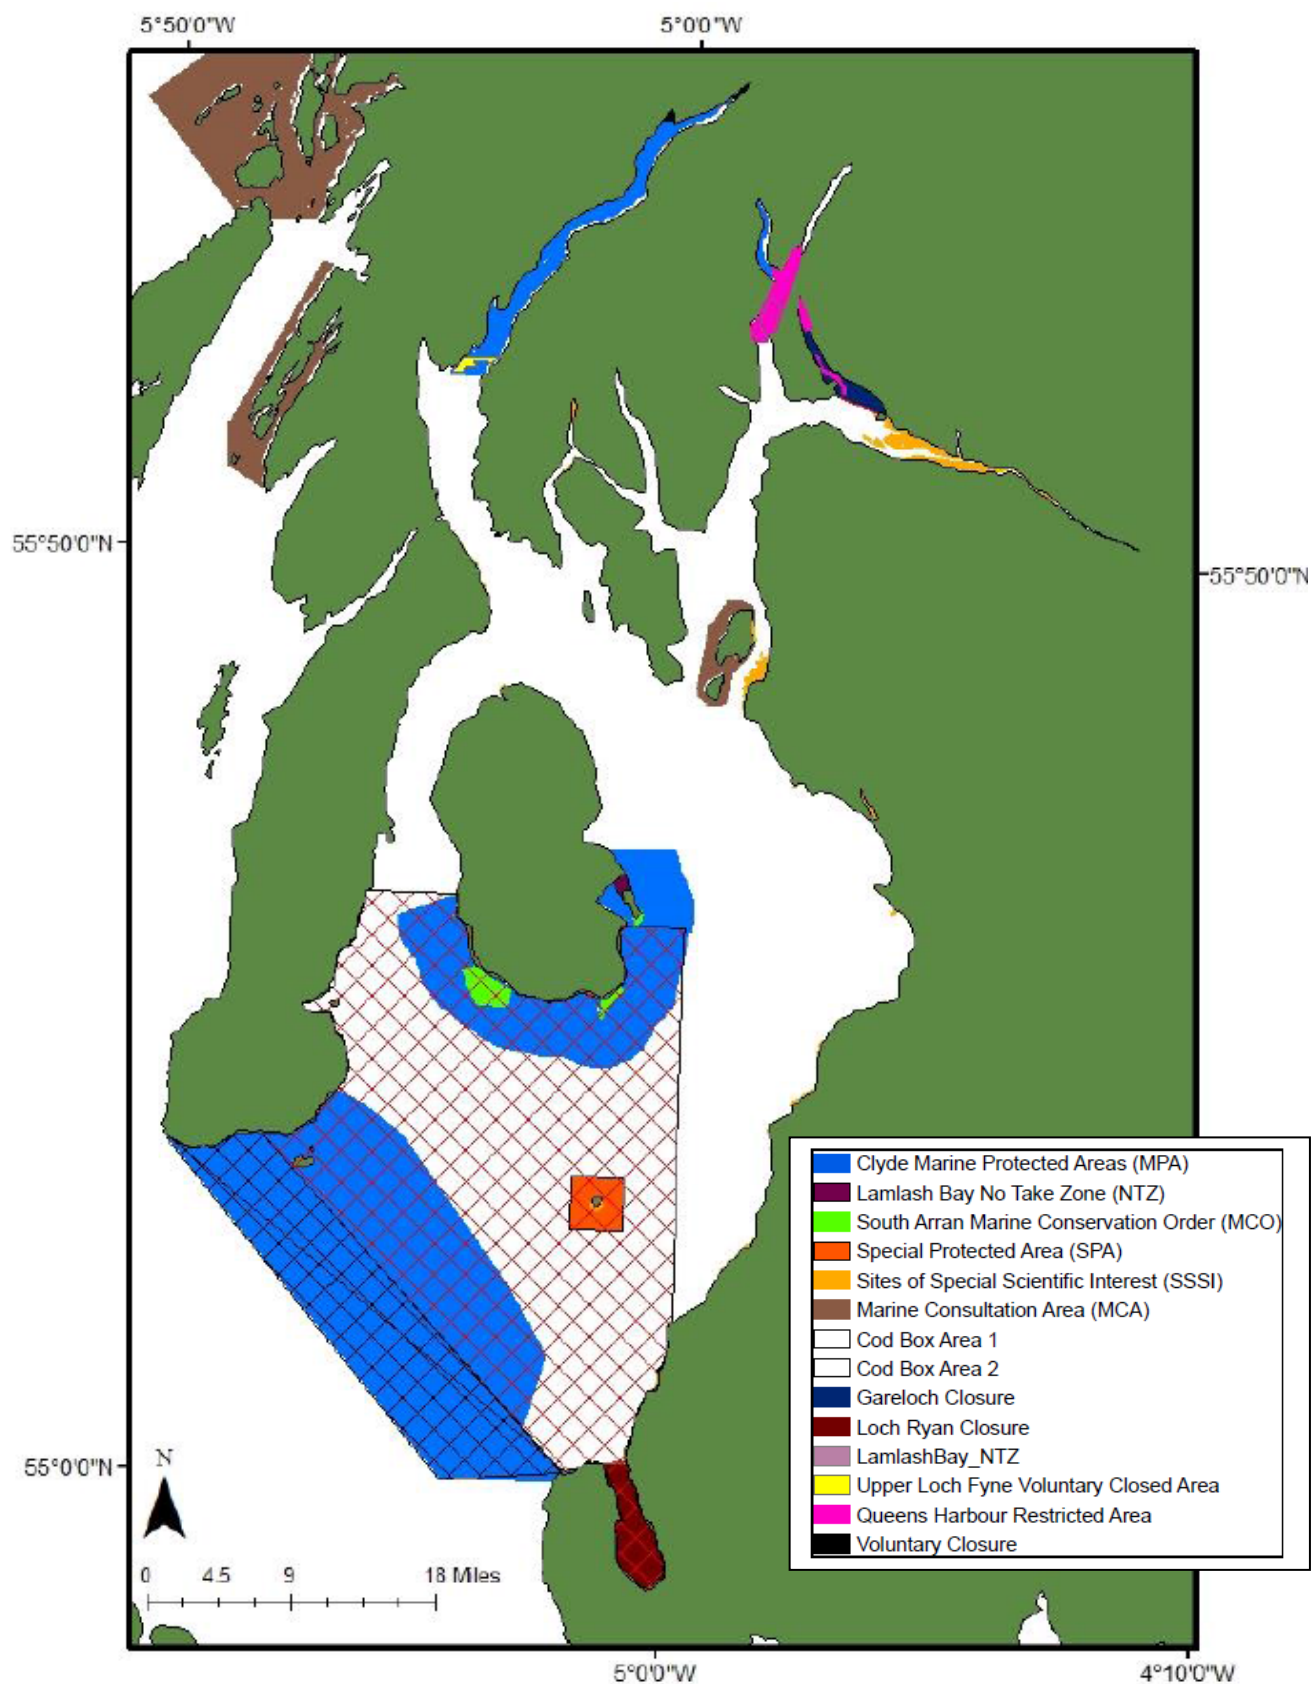 5°50'0"W 5°0'0"W
55°50'0"N
55°50'0"N
Clyde Marine Protected Areas (MPA)
Lamlash Bay No Take Zone (NTZ)
South Arran Marine Conservation Order (MCO)
Special Protected Area (SPA)
Sites of Special Scientific Interest (SSSI)
Marine Consultation Area (MCA)
Cod Box Area 1
Cod Box Area 2
Gareloch Closure
Loch Ryan Closure
LamlashBay_NTZ
Upper Loch Fyne Voluntary Closed Area
Queens Harbour Restricted Area
Voluntary Closure
55°0'0"N
N
0 4.5 9 18 Miles
5°0'0"W 4°10'0"W